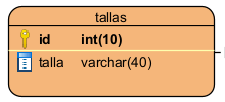 tallas
id int(10)
talla varchar(40)